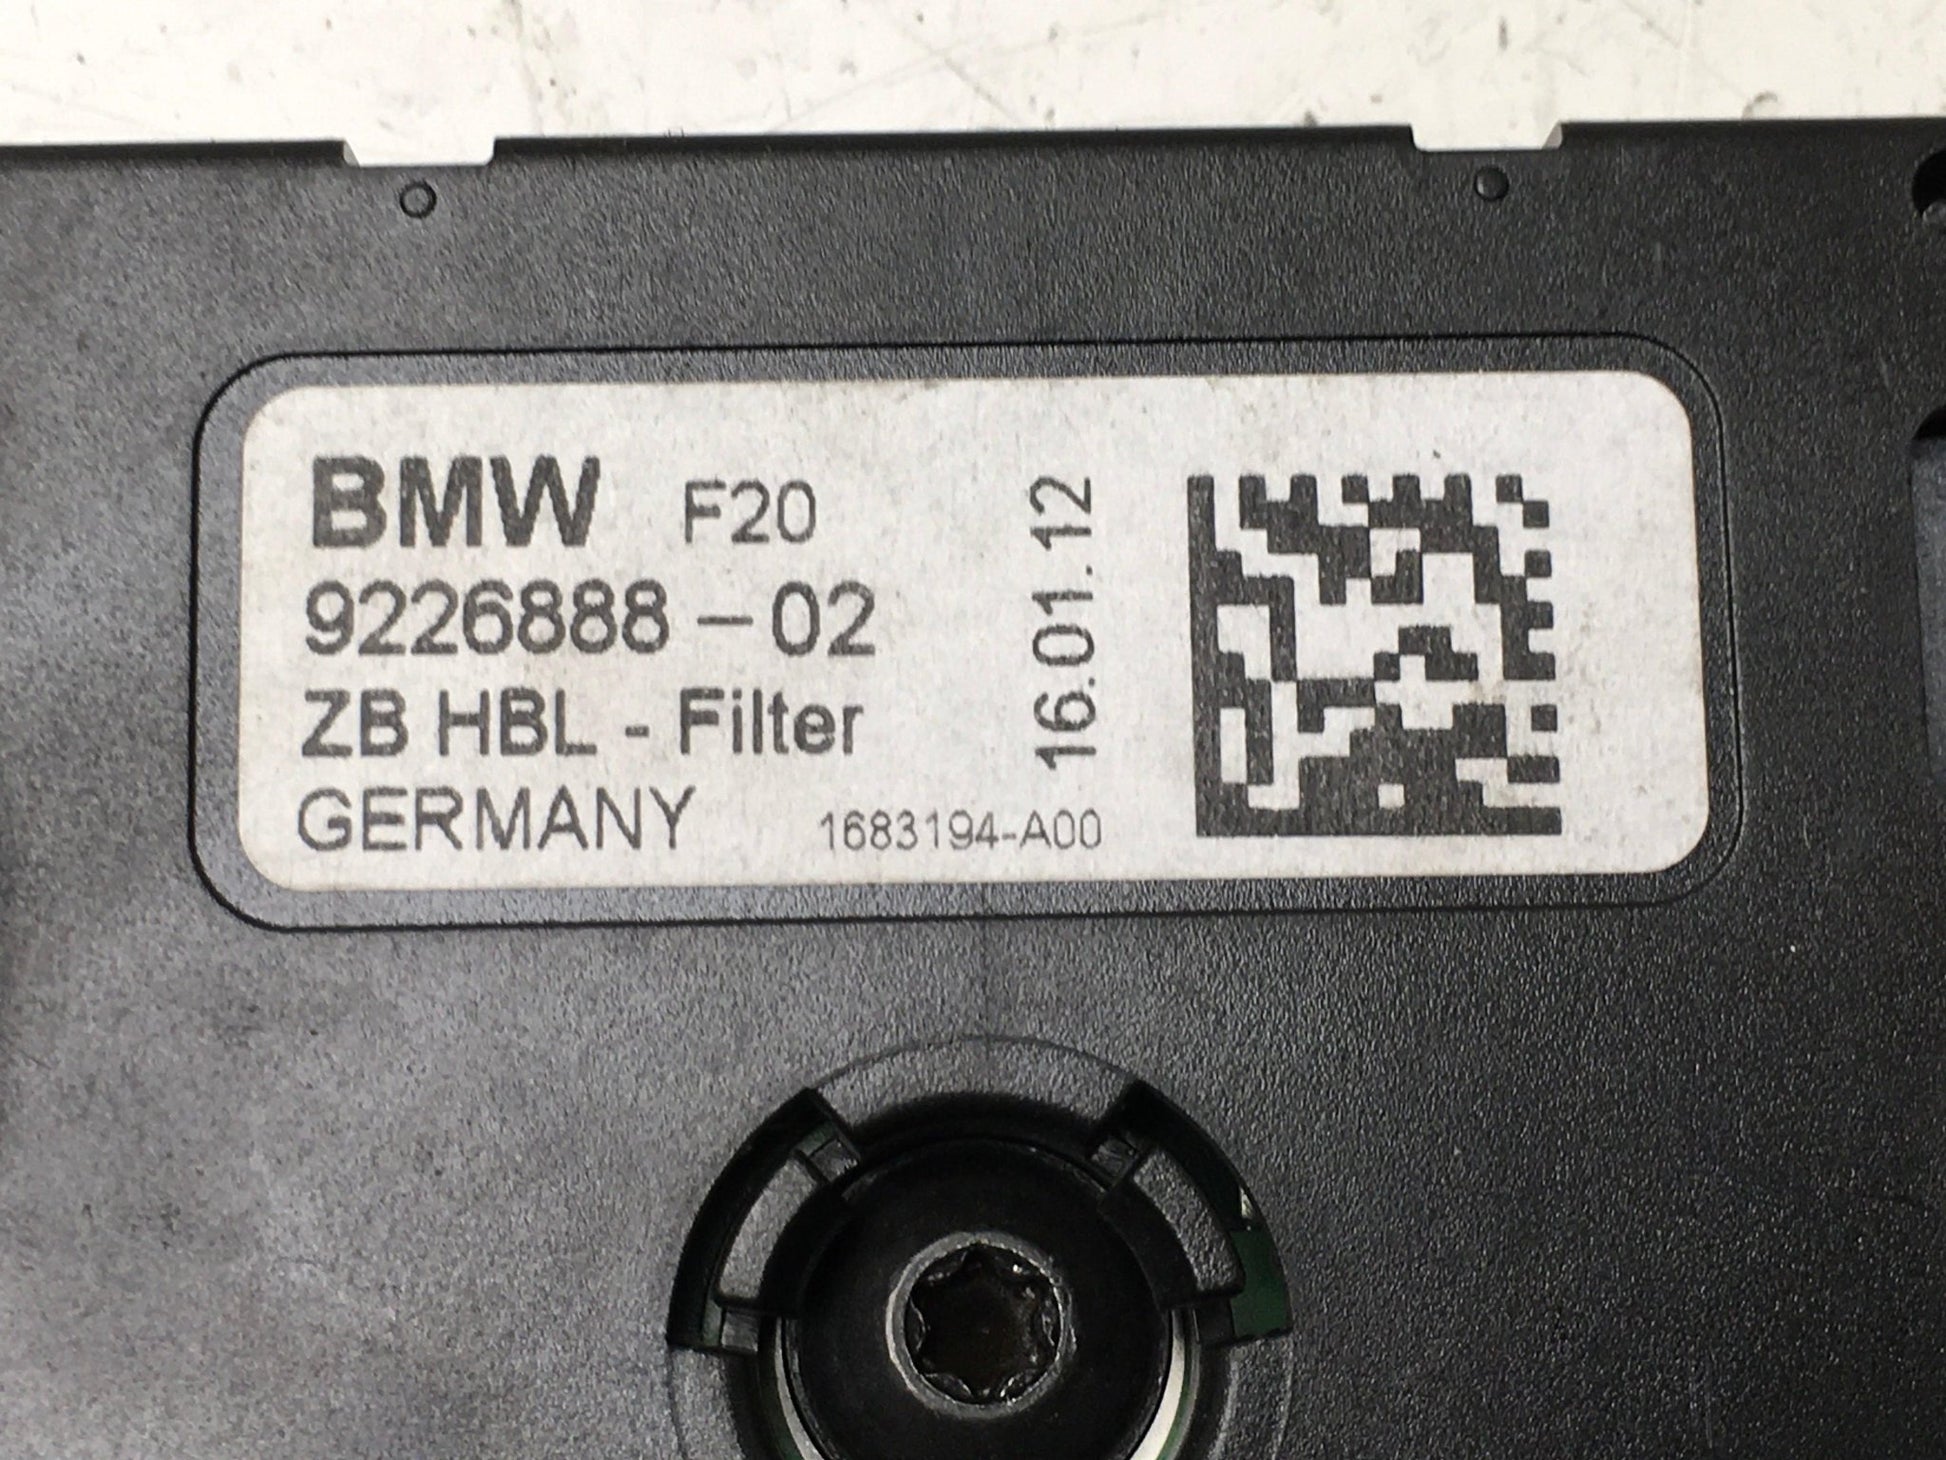 BMW F20
9226888-02
ZB HBL - Filter
GERMANY 1683194-A00
16.01.12